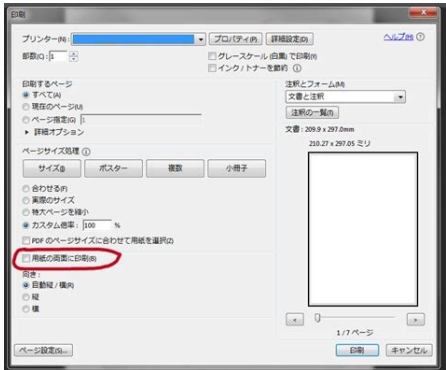 印刷
プリンター(N):
プロパティ(P)
詳細設定(D)
ヘルプ(H)
部数(C): 1
グレースケール (白黒) で印刷(Y)
インク / トナーを節約
印刷するページ
すべて(A)
現在のページ(U)
ページ指定(G) 1
詳細オプション
注釈とフォーム(M)
文書と注釈
注釈の一覧(T)
ページサイズ処理
サイズ(I)
ポスター
複数
小冊子
合わせる(F)
実際のサイズ
特大ページを縮小
カスタム倍率: 100 %
PDF のページサイズに合わせて用紙を選択(Z)
用紙の両面に印刷(B)
向き:
自動縦 / 横(R)
縦
横
文書: 209.9 x 297.0mm
210.27 x 297.05 ミリ
1 / 7 ページ
ページ設定(S)...
印刷
キャンセル